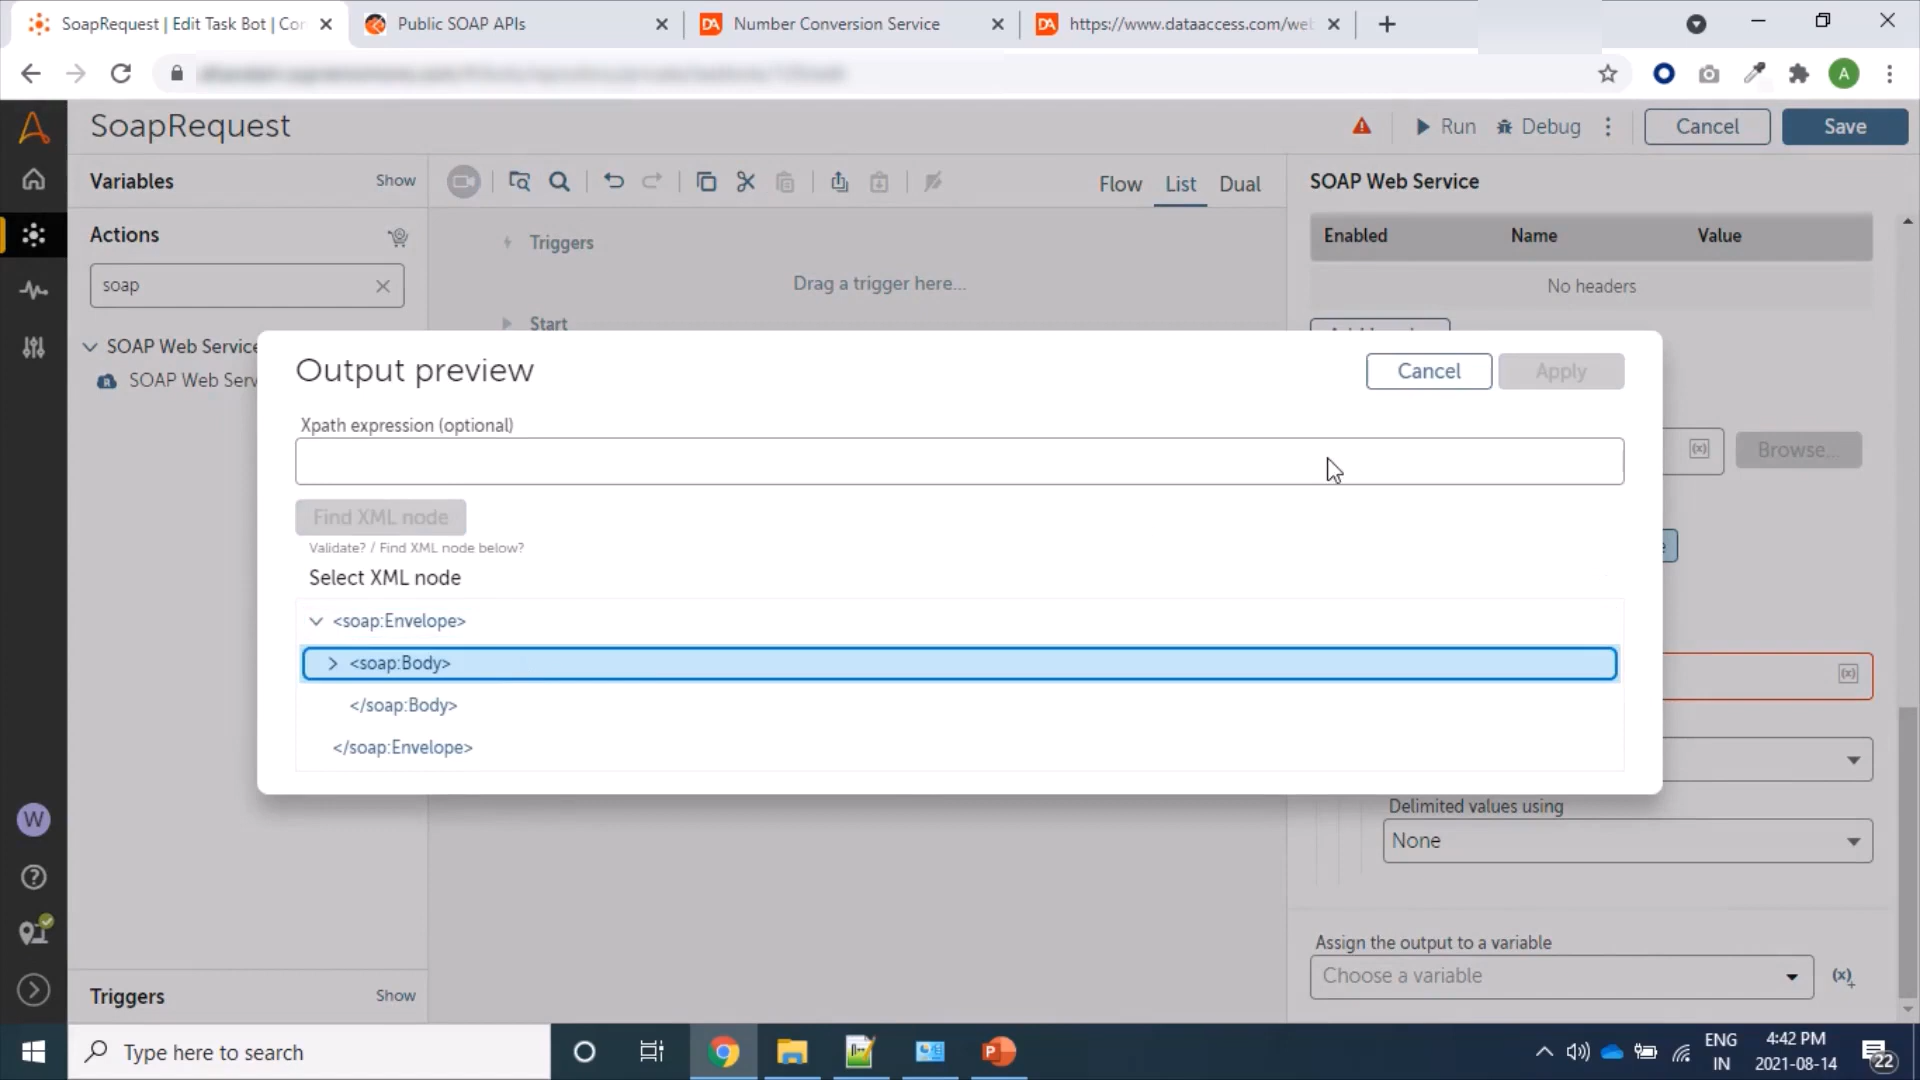 SoapRequest | Edit Task Bot | Con
Public SOAP APIs
Number Conversion Service
https://www.dataaccess.com/web
A
SoapRequest
Run
Debug
Cancel
Save
Variables
Show
Flow
List
Dual
SOAP Web Service
Actions
soap
SOAP Web Service
SOAP Web Serv
Triggers
Drag a trigger here...
Start
Enabled
Name
Value
No headers
Browse...
Output preview
Cancel
Apply
Xpath expression (optional)
Find XML node
Validate? / Find XML node below?
Select XML node
<soap:Envelope>
<soap:Body>
</soap:Body>
</soap:Envelope>
Delimited values using
None
Assign the output to a variable
Choose a variable
W
Triggers
Show
Type here to search
ENG
IN
4:42 PM
2021-08-14
22